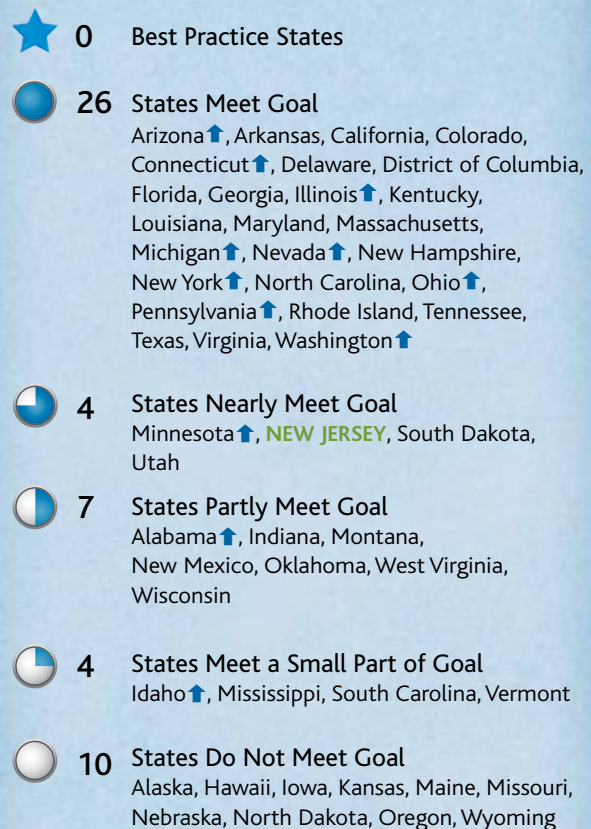 0 Best Practice States
26 States Meet Goal
Arizona⬆, Arkansas, California, Colorado,
Connecticut⬆, Delaware, District of Columbia,
Florida, Georgia, Illinois⬆, Kentucky,
Louisiana, Maryland, Massachusetts,
Michigan⬆, Nevada⬆, New Hampshire,
New York⬆, North Carolina, Ohio⬆,
Pennsylvania⬆, Rhode Island, Tennessee,
Texas, Virginia, Washington⬆
4 States Nearly Meet Goal
Minnesota⬆, NEW JERSEY, South Dakota,
Utah
7 States Partly Meet Goal
Alabama⬆, Indiana, Montana,
New Mexico, Oklahoma, West Virginia,
Wisconsin
4 States Meet a Small Part of Goal
Idaho⬆, Mississippi, South Carolina, Vermont
10 States Do Not Meet Goal
Alaska, Hawaii, Iowa, Kansas, Maine, Missouri,
Nebraska, North Dakota, Oregon, Wyoming